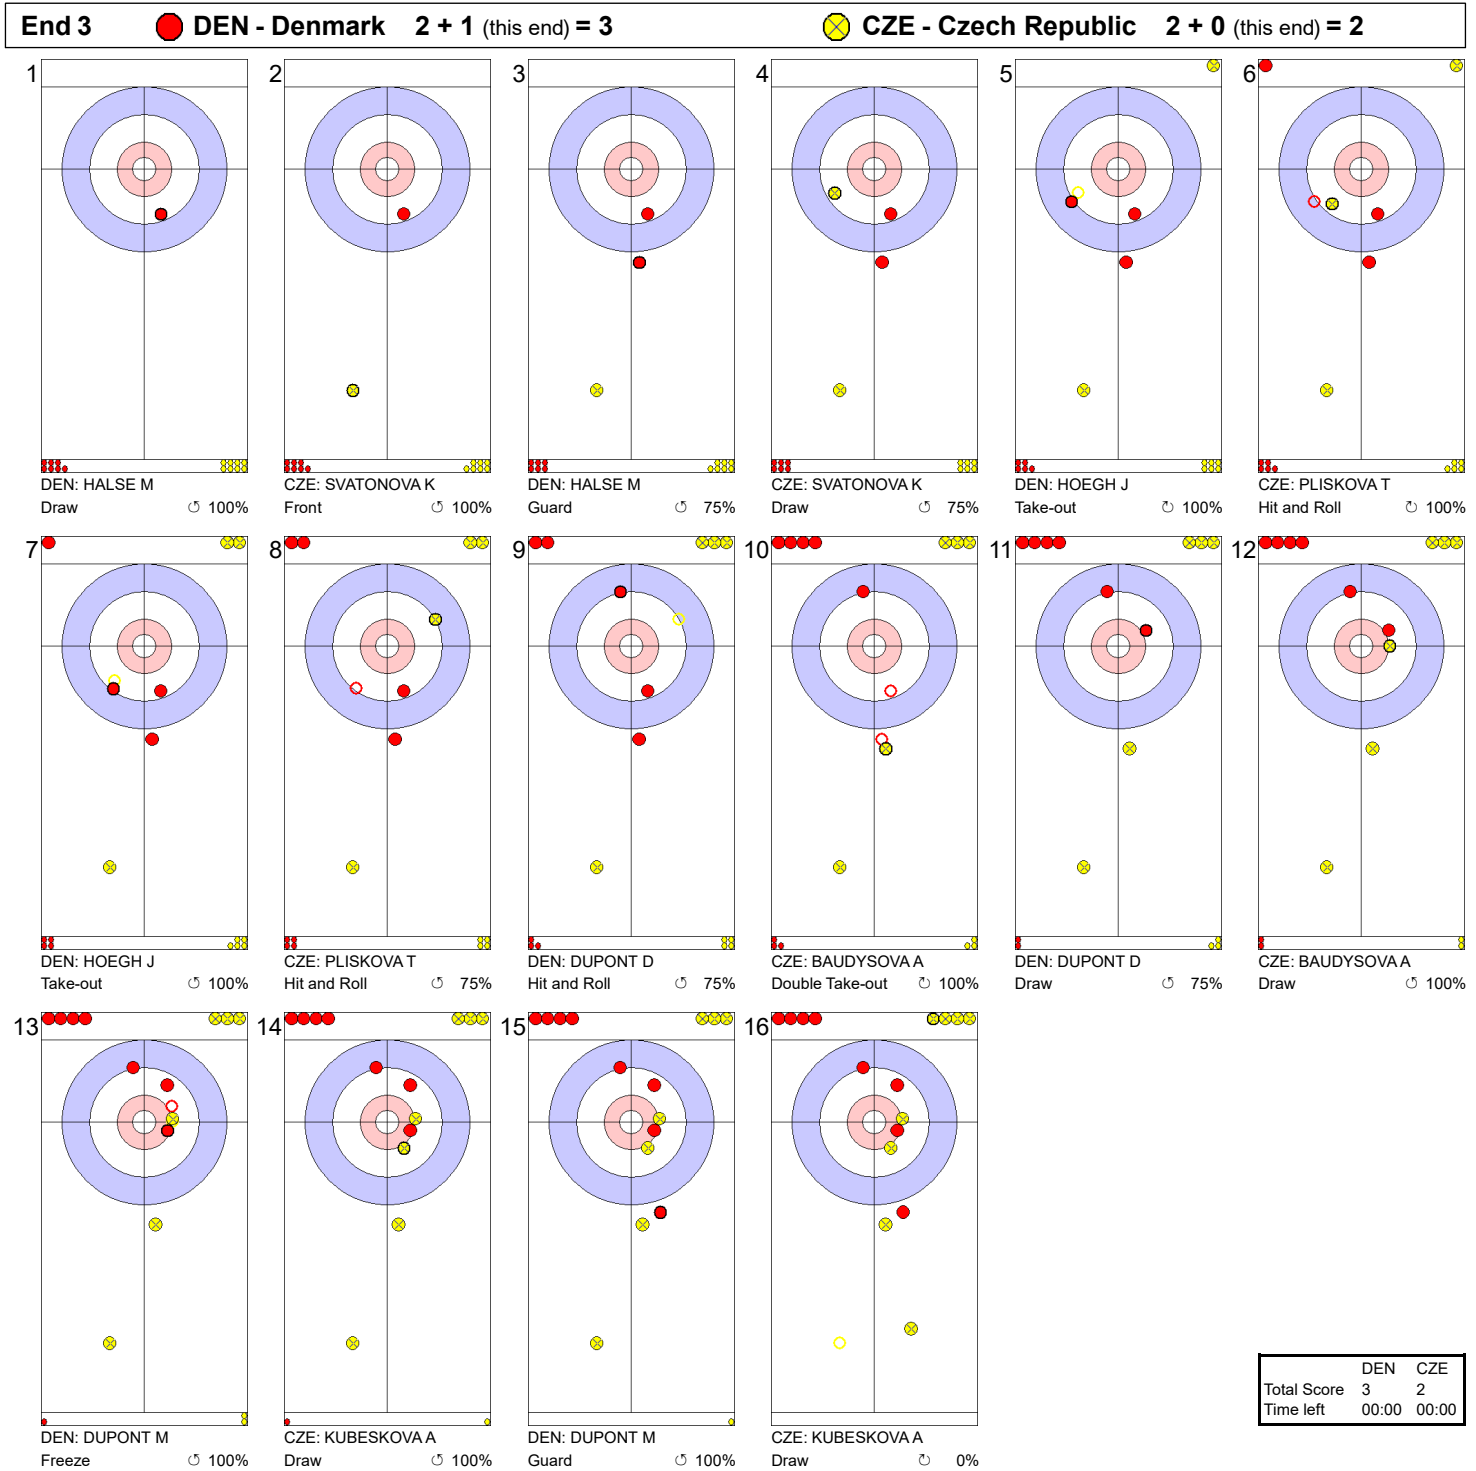 End 3 DEN - Denmark 2 + 1 (this end) = 3 CZE - Czech Republic 2 + 0 (this end) = 2
1 2 3 4 5 6
DEN: HALSE M CZE: SVATONOVA K DEN: HALSE M CZE: SVATONOVA K DEN: HOEGH J CZE: PLISKOVA T
Draw ↺ 100% Front ↺ 100% Guard ↺ 75% Draw ↺ 75% Take-out ↻ 100% Hit and Roll ↻ 100%
7 8 9 10 11 12
DEN: HOEGH J CZE: PLISKOVA T DEN: DUPONT D CZE: BAUDYSOVA A DEN: DUPONT D CZE: BAUDYSOVA A
Take-out ↺ 100% Hit and Roll ↺ 75% Hit and Roll ↺ 75% Double Take-out ↺ 100% Draw ↺ 75% Draw ↺ 100%
13 14 15 16
DEN: DUPONT M CZE: KUBESKOVA A DEN: DUPONT M CZE: KUBESKOVA A
Freeze ↺ 100% Draw ↺ 100% Guard ↺ 100% Draw ↻ 0%
DEN CZE
Total Score 3 2
Time left 00:00 00:00